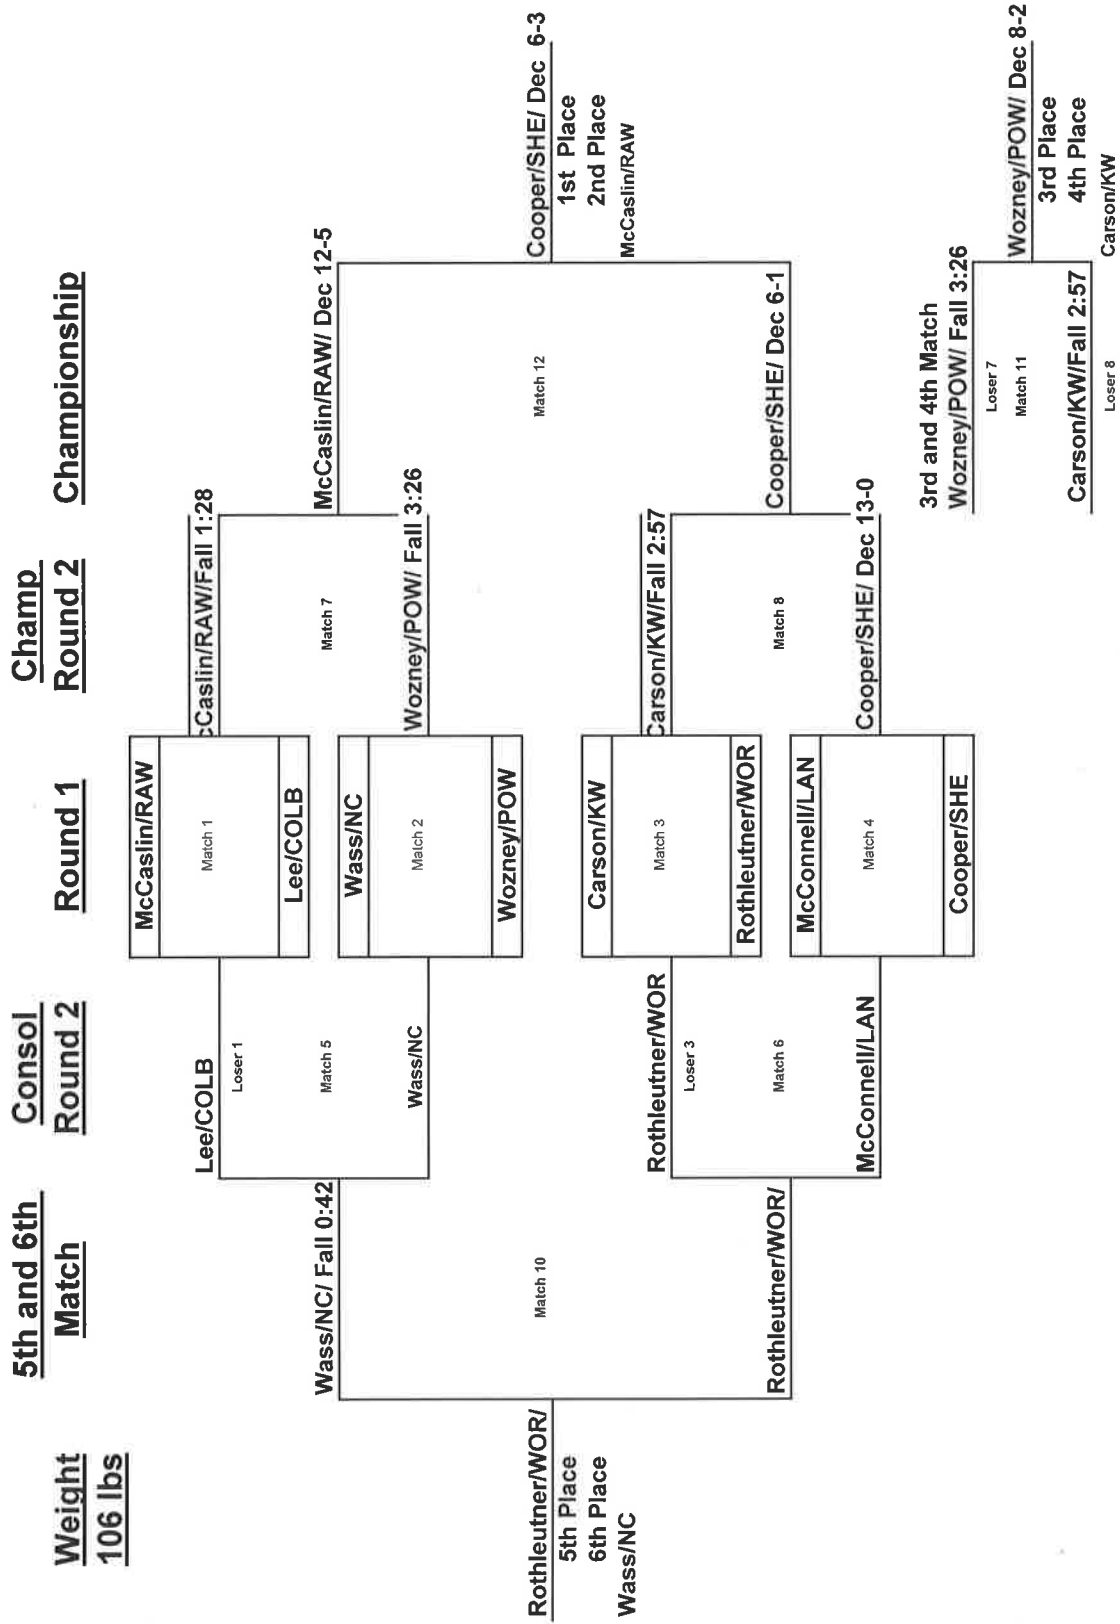 Weight
106 lbs
5th and 6th
Match
Consol
Round 2
Round 1
Champ
Round 2
Championship
Rothleutner/WOR/
5th Place
6th Place
Wass/NC
Wass/NC/ Fall 0:42
Match 10
Rothleutner/WOR/
Lee/COLB
Loser 1
Match 5
Wass/NC
Rothleutner/WOR
Loser 3
Match 6
McConnell/LAN
McCaslin/RAW
Match 1
Lee/COLB
Wass/NC
Match 2
Wozney/POW
Carson/KW
Match 3
Rothleutner/WOR
McConnell/LAN
Match 4
Cooper/SHE
cCaslin/RAW/Fall 1:28
Match 7
Wozney/POW/ Fall 3:26
Carson/KW/Fall 2:57
Match 8
Cooper/SHE/ Dec 13-0
McCaslin/RAW/ Dec 12-5
Match 12
Cooper/SHE/ Dec 6-1
Cooper/SHE/ Dec 6-3
1st Place
2nd Place
McCaslin/RAW
3rd and 4th Match
Wozney/POW/ Fall 3:26
Loser 7
Match 11
Carson/KW/Fall 2:57
Loser 8
Wozney/POW/ Dec 8-2
3rd Place
4th Place
Carson/KW